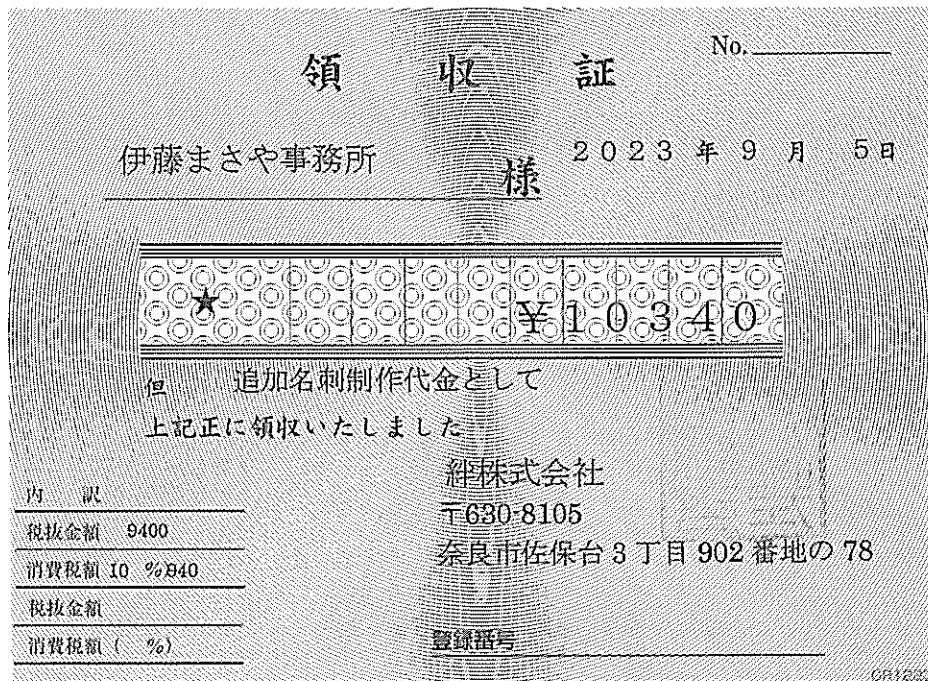 No.
領収証
伊藤まさや事務所 様
2023年9月5日
★ ¥10340
但 追加名刺制作代金として
上記正に領収いたしました
絆株式会社
〒630-8105
奈良市佐保台3丁目902番地の78
内訳
税抜金額 9400
消費税額 10 %940
税抜金額
消費税額 ( %)
登録番号